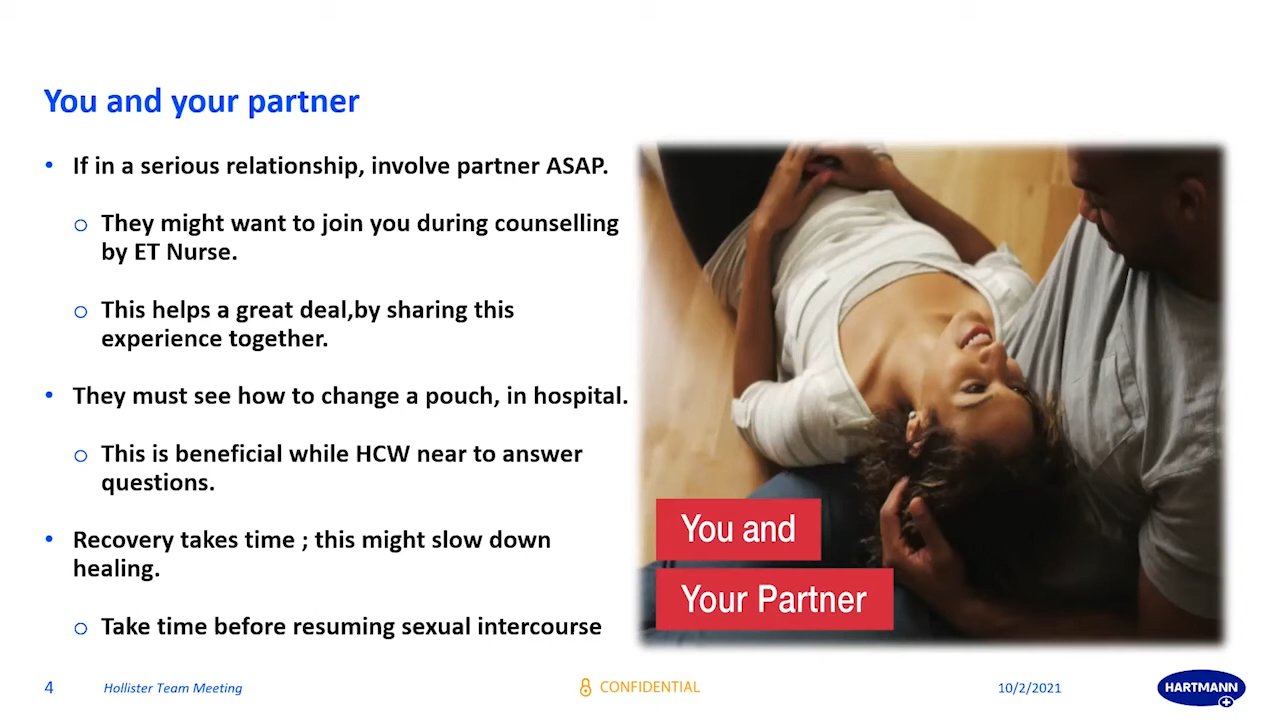 You and your partner
• If in a serious relationship, involve partner ASAP.
o They might want to join you during counselling
by ET Nurse.
o This helps a great deal,by sharing this
experience together.
• They must see how to change a pouch, in hospital.
o This is beneficial while HCW near to answer
questions.
• Recovery takes time ; this might slow down
healing.
o Take time before resuming sexual intercourse
You and
Your Partner
4
Hollister Team Meeting
CONFIDENTIAL
10/2/2021
HARTMANN